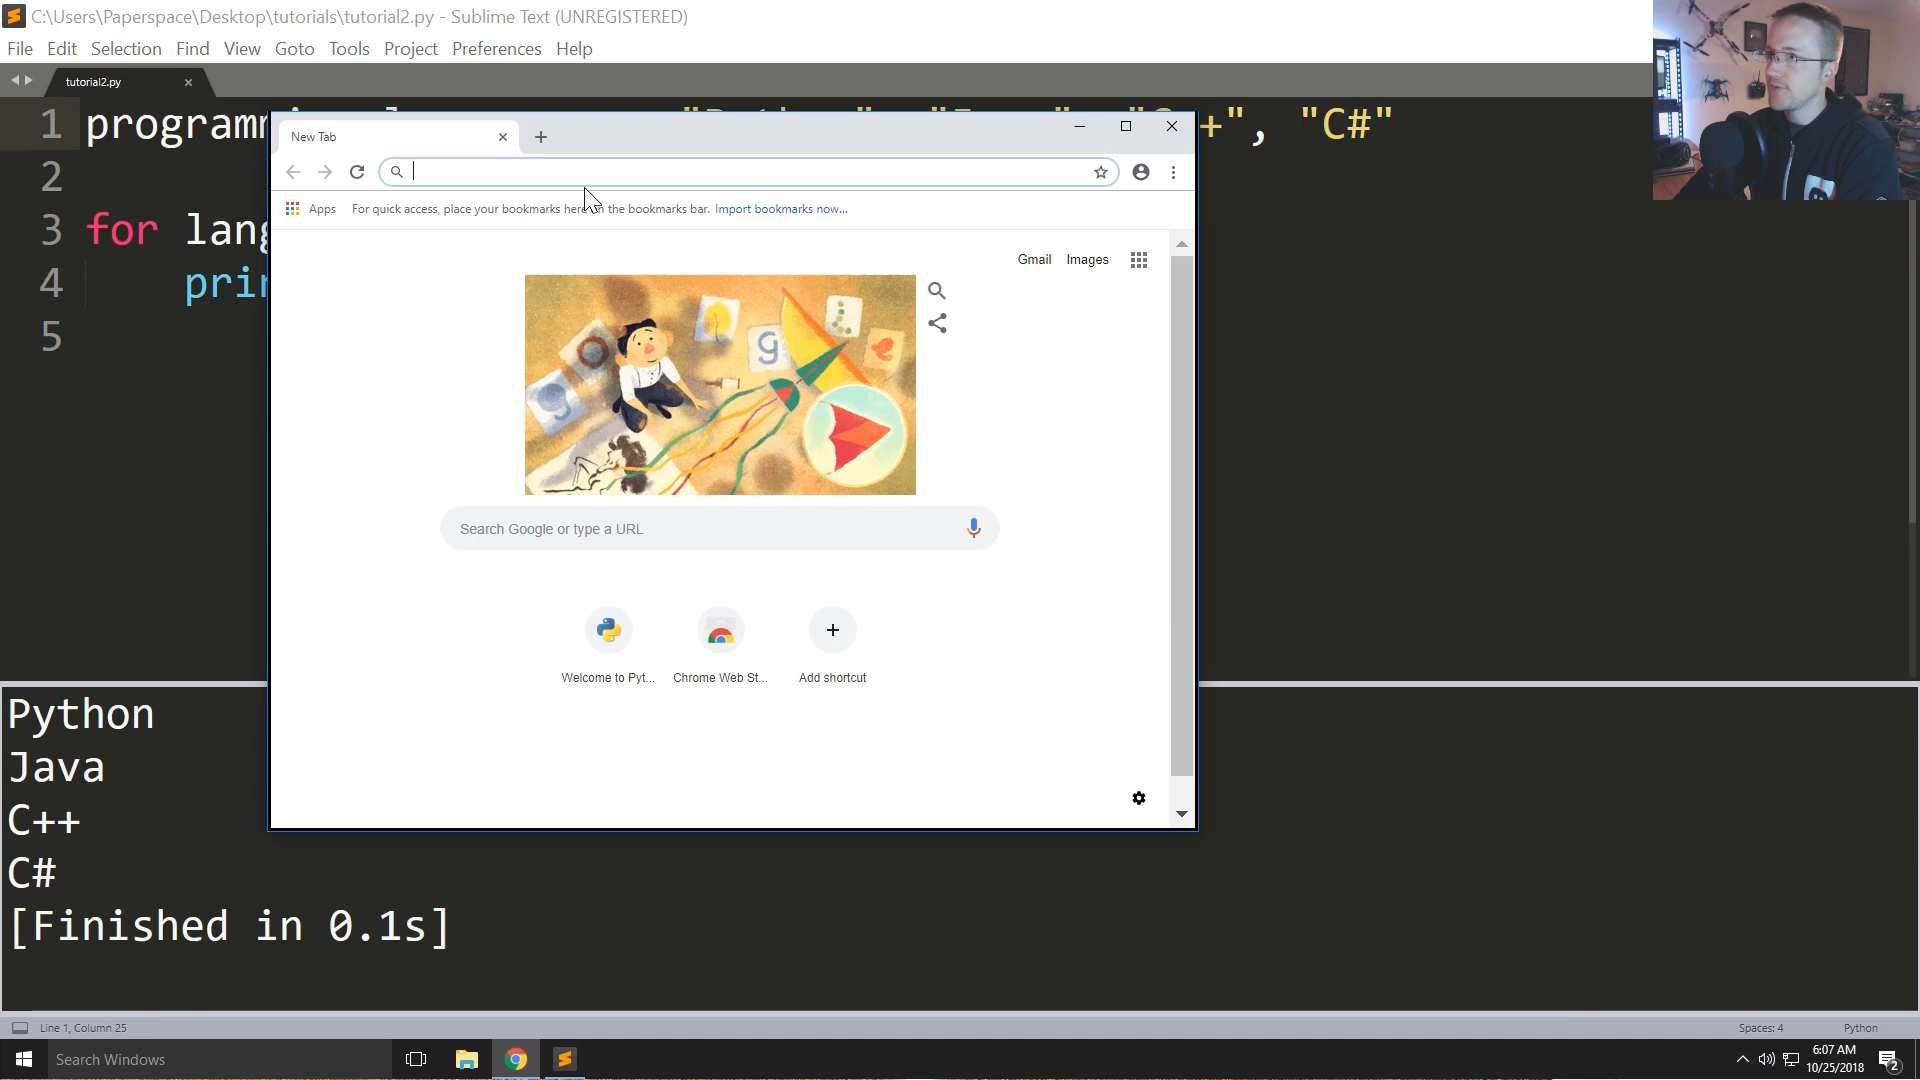 C:\Users\Paperspace\Desktop\tutorials\tutorial2.py - Sublime Text (UNREGISTERED)
File Edit Selection Find View Goto Tools Project Preferences Help
tutorial2.py
1 programm +", "C#"
2
3 for lang
4 prin
5
New Tab
Apps For quick access, place your bookmarks here in the bookmarks bar. Import bookmarks now...
Gmail Images
g
Search Google or type a URL
Welcome to Pyt... Chrome Web St... Add shortcut
Python
Java
C++
C#
[Finished in 0.1s]
Line 1, Column 25 Spaces: 4 Python
Search Windows
6:07 AM
10/25/2018
2